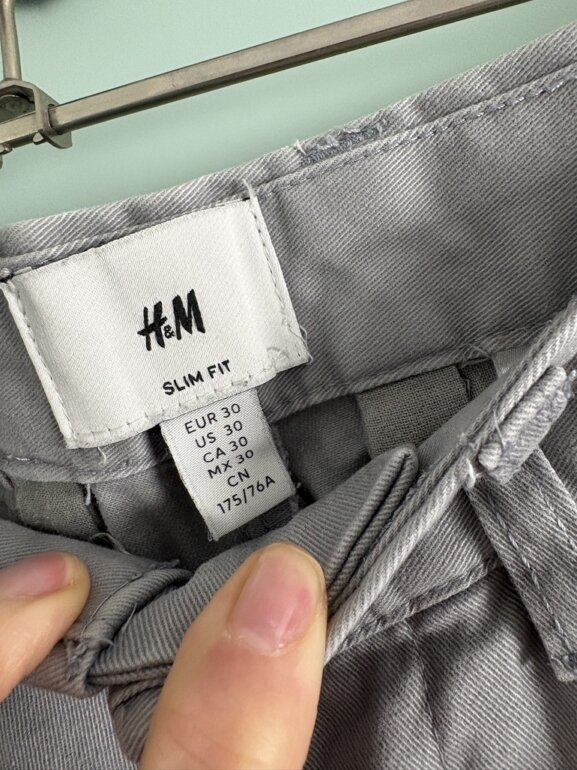 H&M
SLIM FIT
EUR 30
US 30
CA 30
MX 30
CN
175/76A